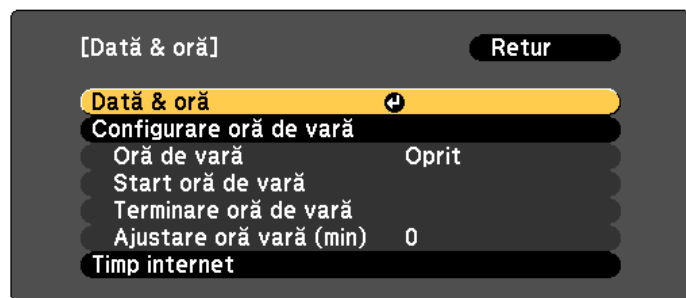 [Dată & oră]
Retur
Dată & oră
Configurare oră de vară
Oră de vară Oprit
Start oră de vară
Terminare oră de vară
Ajustare oră vară (min) 0
Timp internet